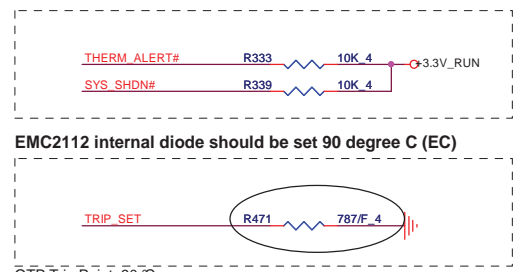 THERM_ALERT# R333 10K_4 +3.3V_RUN
SYS_SHDN# R339 10K_4
EMC2112 internal diode should be set 90 degree C (EC)
TRIP_SET R471 787/F_4